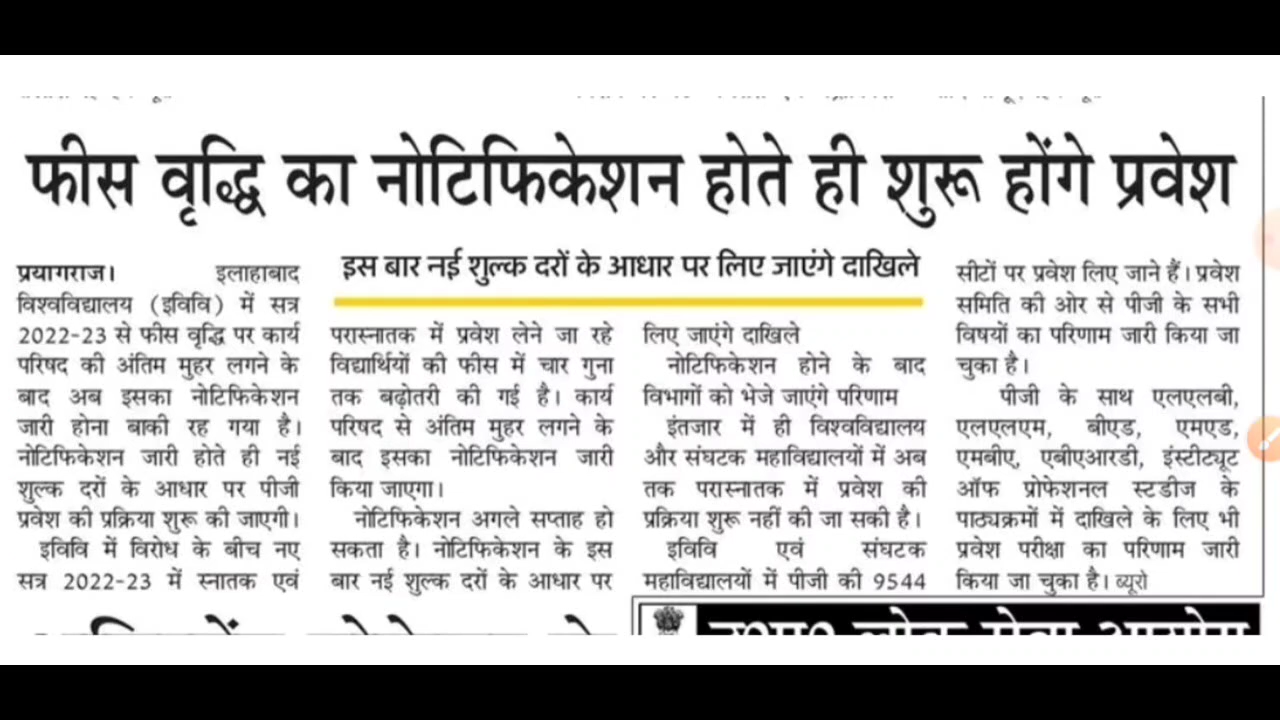 फीस वृद्धि का नोटिफिकेशन होते ही शुरू होंगे प्रवेश
इस बार नई शुल्क दरों के आधार पर लिए जाएंगे दाखिले
प्रयागराज। इलाहाबाद
विश्वविद्यालय (इविवि) में सत्र
2022-23 से फीस वृद्धि पर कार्य
परिषद की अंतिम मुहर लगने के
बाद अब इसका नोटिफिकेशन
जारी होना बाकी रह गया है।
नोटिफिकेशन जारी होते ही नई
शुल्क दरों के आधार पर पीजी
प्रवेश की प्रक्रिया शुरू की जाएगी।
इविवि में विरोध के बीच नए
सत्र 2022-23 में स्नातक एवं
परास्नातक में प्रवेश लेने जा रहे
विद्यार्थियों की फीस में चार गुना
तक बढ़ोतरी की गई है। कार्य
परिषद से अंतिम मुहर लगने के
बाद इसका नोटिफिकेशन जारी
किया जाएगा।
नोटिफिकेशन अगले सप्ताह हो
सकता है। नोटिफिकेशन के इस
बार नई शुल्क दरों के आधार पर
लिए जाएंगे दाखिले
नोटिफिकेशन होने के बाद
विभागों को भेजे जाएंगे परिणाम
इंतजार में ही विश्वविद्यालय
और संघटक महाविद्यालयों में अब
तक परास्नातक में प्रवेश की
प्रक्रिया शुरू नहीं की जा सकी है।
इविवि एवं संघटक
महाविद्यालयों में पीजी की 9544
सीटों पर प्रवेश लिए जाने हैं। प्रवेश
समिति की ओर से पीजी के सभी
विषयों का परिणाम जारी किया जा
चुका है।
पीजी के साथ एलएलबी,
एलएलएम, बीएड, एमएड,
एमबीए, एबीएआरडी, इंस्टीट्यूट
ऑफ प्रोफेशनल स्टडीज के
पाठ्यक्रमों में दाखिले के लिए भी
प्रवेश परीक्षा का परिणाम जारी
किया जा चुका है। ब्यूरो